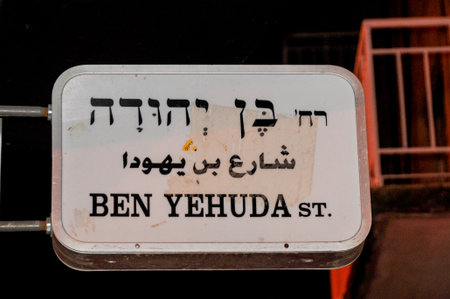 רח' בֶּן יְהוּדָה
شارع بن يهودا
BEN YEHUDA ST.